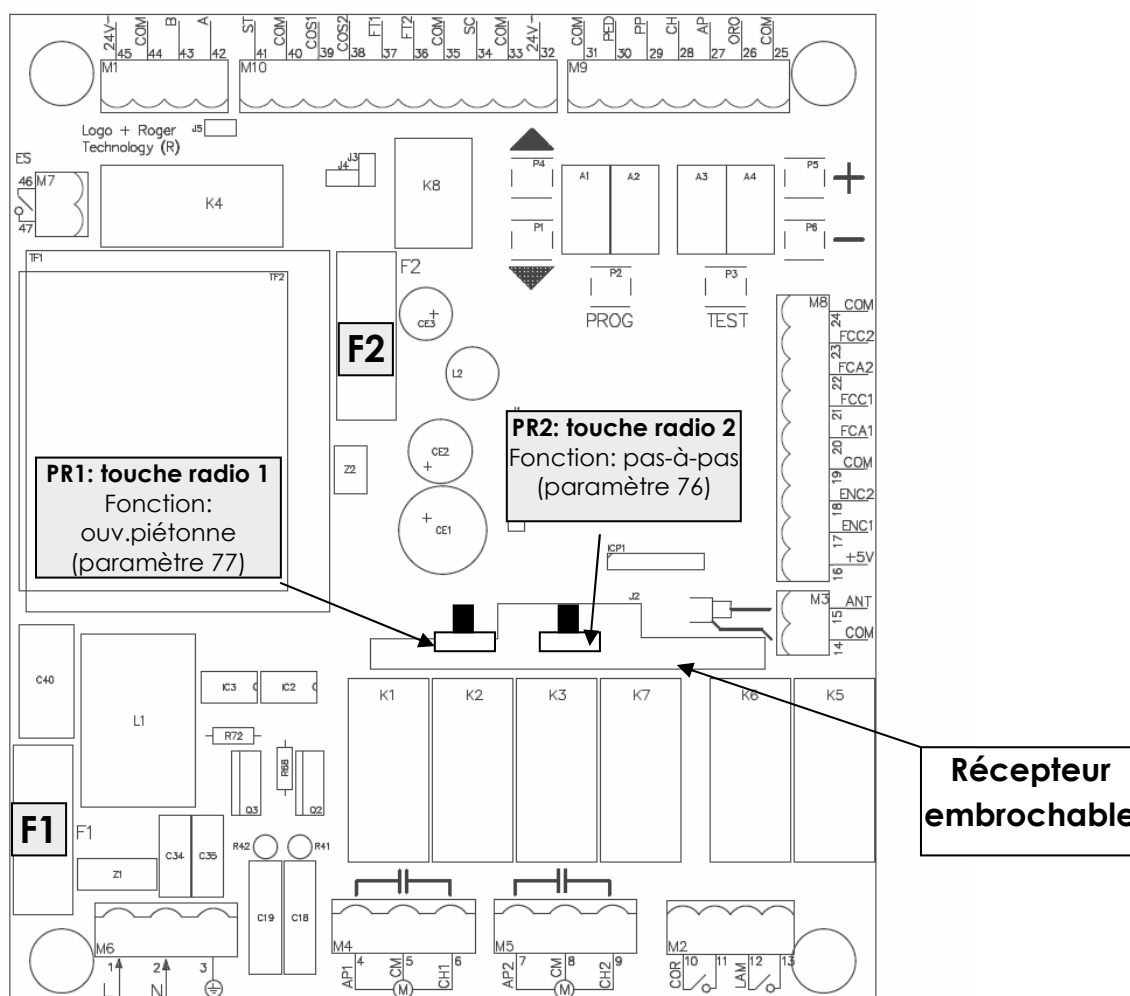 24V~ COM B A
45 44 43 42
M1
ST COM COS1 COS2 FT1 FT2 COM SC COM 24V~
41 40 39 38 37 36 35 34 33 32
M10
COM PED PP CH AP ORO COM
31 30 29 28 27 26 25
M9
Logo + Roger
Technology (R)
J5
ES
46
47
M7
K4
J3
J4
K8
P4
P1
A1 A2 A3 A4
P5 +
P6 −
P2
PROG
P3
TEST
TF1
TF2
F2
F2
CE3
L2
M8
COM
24
FCC2
23
FCA2
22
FCC1
21
FCA1
20
COM
19
ENC2
18
ENC1
17
+5V
16
PR1: touche radio 1
Fonction:
ouv.piétonne
(paramètre 77)
PR2: touche radio 2
Fonction: pas-à-pas
(paramètre 76)
Z2
CE2
CE1
ICP1
J2
M3
ANT
15
COM
14
C40
L1
IC3
IC2
R72
R68
Q3
Q2
K1 K2 K3 K7 K6 K5
Récepteur
embrochable
F1
F1
C34 C35
R42
R41
Z1
C19 C18
M6
1 2 3
L N
M4
AP1 4 CM 5 CH1 6
M
M5
AP2 7 CM 8 CH2 9
M
M2
COR 10 11 LAM 12 13